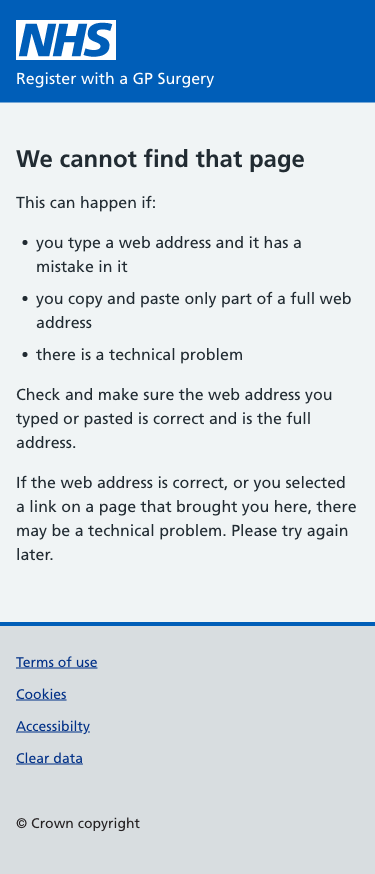 NHS
Register with a GP Surgery
We cannot find that page
This can happen if:
• you type a web address and it has a
mistake in it
• you copy and paste only part of a full web
address
• there is a technical problem
Check and make sure the web address you
typed or pasted is correct and is the full
address.
If the web address is correct, or you selected
a link on a page that brought you here, there
may be a technical problem. Please try again
later.
Terms of use
Cookies
Accessibilty
Clear data
© Crown copyright